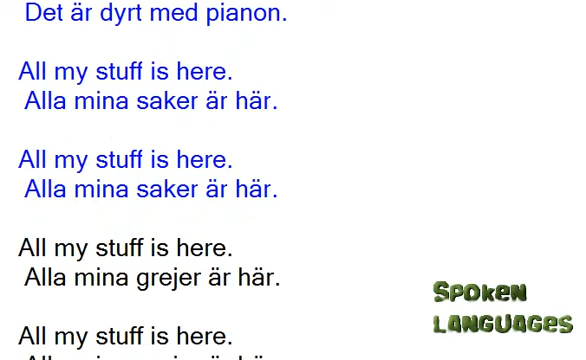 Det är dyrt med pianon.
All my stuff is here.
Alla mina saker är här.
All my stuff is here.
Alla mina saker är här.
All my stuff is here.
Alla mina grejer är här.
All my stuff is here.
SPOKEN
LANGUAGES